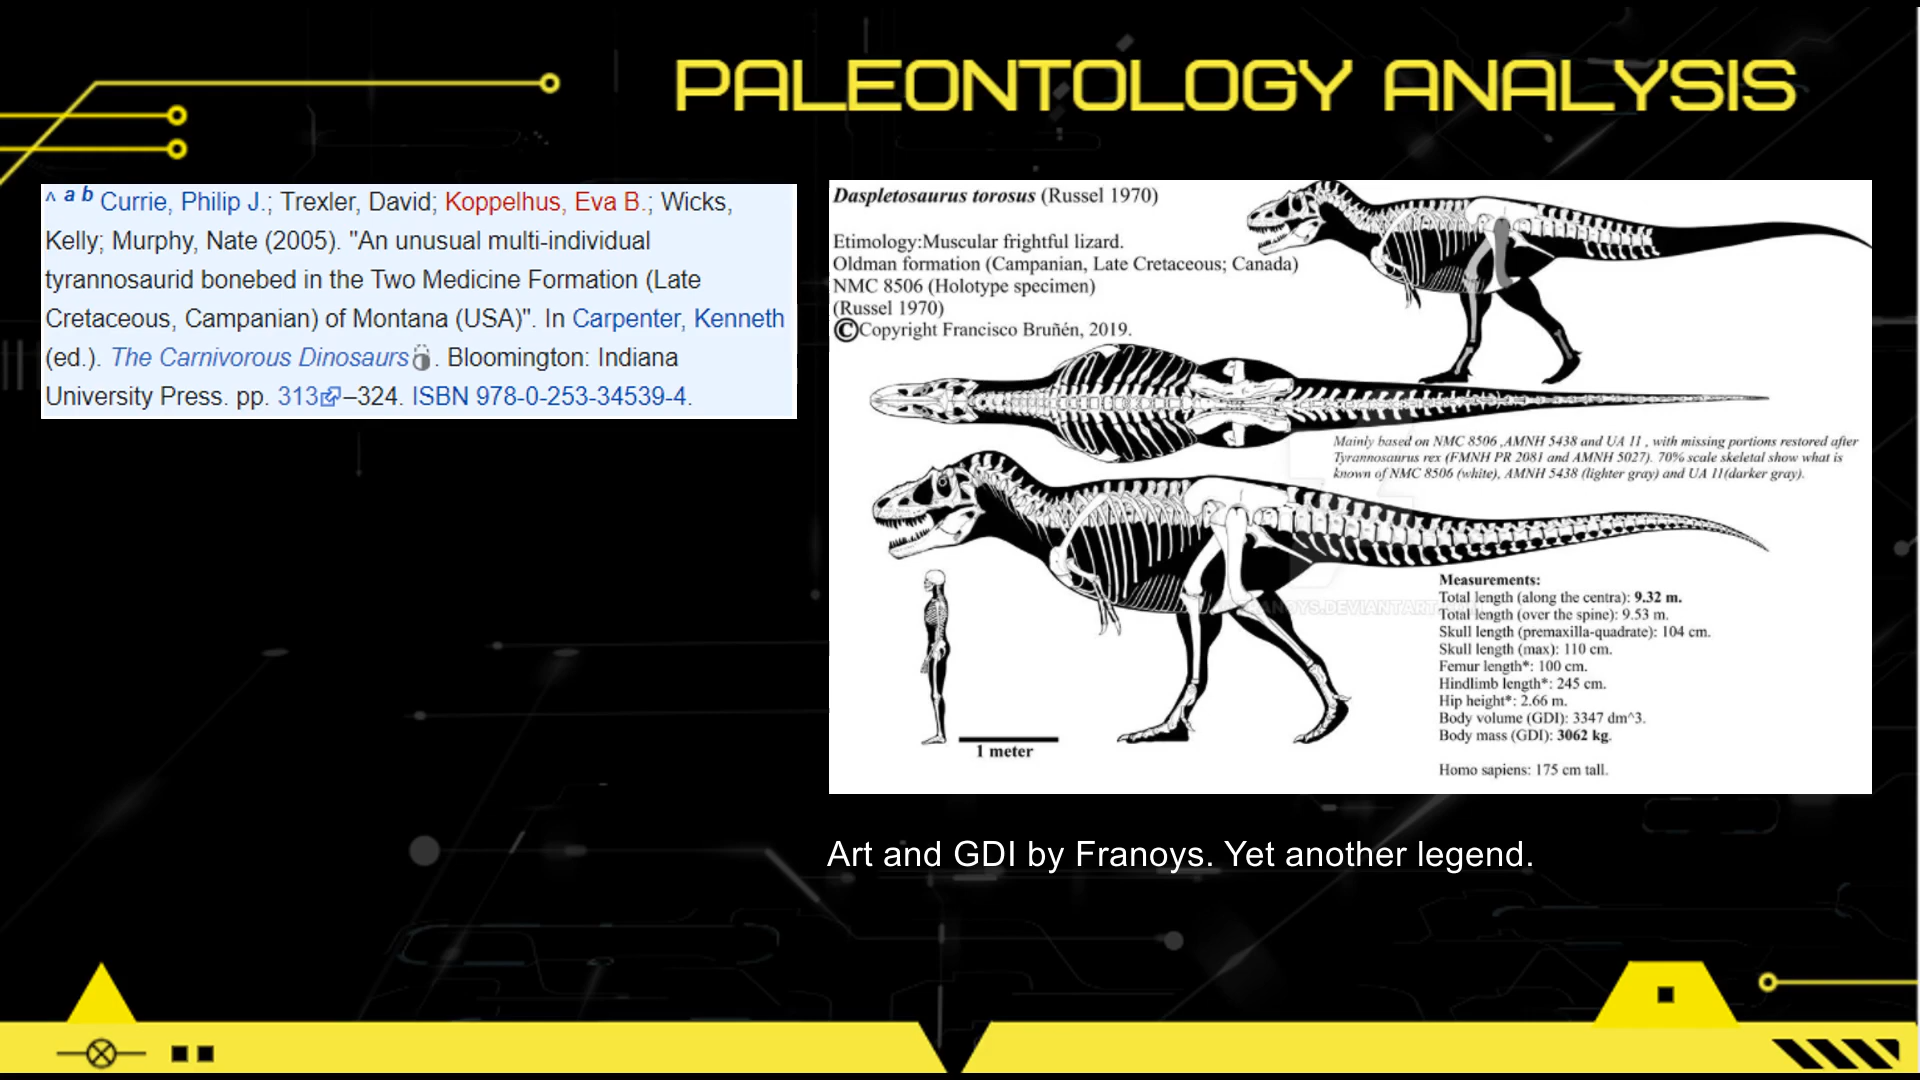 PALEONTOLOGY ANALYSIS
^ a b Currie, Philip J.; Trexler, David; Koppelhus, Eva B.; Wicks,
Kelly; Murphy, Nate (2005). "An unusual multi-individual
tyrannosaurid bonebed in the Two Medicine Formation (Late
Cretaceous, Campanian) of Montana (USA)". In Carpenter, Kenneth
(ed.). The Carnivorous Dinosaurs. Bloomington: Indiana
University Press. pp. 313–324. ISBN 978-0-253-34539-4.
Daspletosaurus torosus (Russel 1970)
Etimology:Muscular frightful lizard.
Oldman formation (Campanian, Late Cretaceous; Canada)
NMC 8506 (Holotype specimen)
(Russel 1970)
©Copyright Francisco Bruñén, 2019.
Mainly based on NMC 8506 ,AMNH 5438 and UA 11 , with missing portions restored after
Tyrannosaurus rex (FMNH PR 2081 and AMNH 5027). 70% scale skeletal show what is
known of NMC 8506 (white), AMNH 5438 (lighter gray) and UA 11(darker gray).
Measurements:
Total length (along the centra): 9.32 m.
Total length (over the spine): 9.53 m.
Skull length (premaxilla-quadrate): 104 cm.
Skull length (max): 110 cm.
Femur length*: 100 cm.
Hindlimb length*: 245 cm.
Hip height*: 2.66 m.
Body volume (GDI): 3347 dm^3.
Body mass (GDI): 3062 kg.
Homo sapiens: 175 cm tall.
1 meter
Art and GDI by Franoys. Yet another legend.